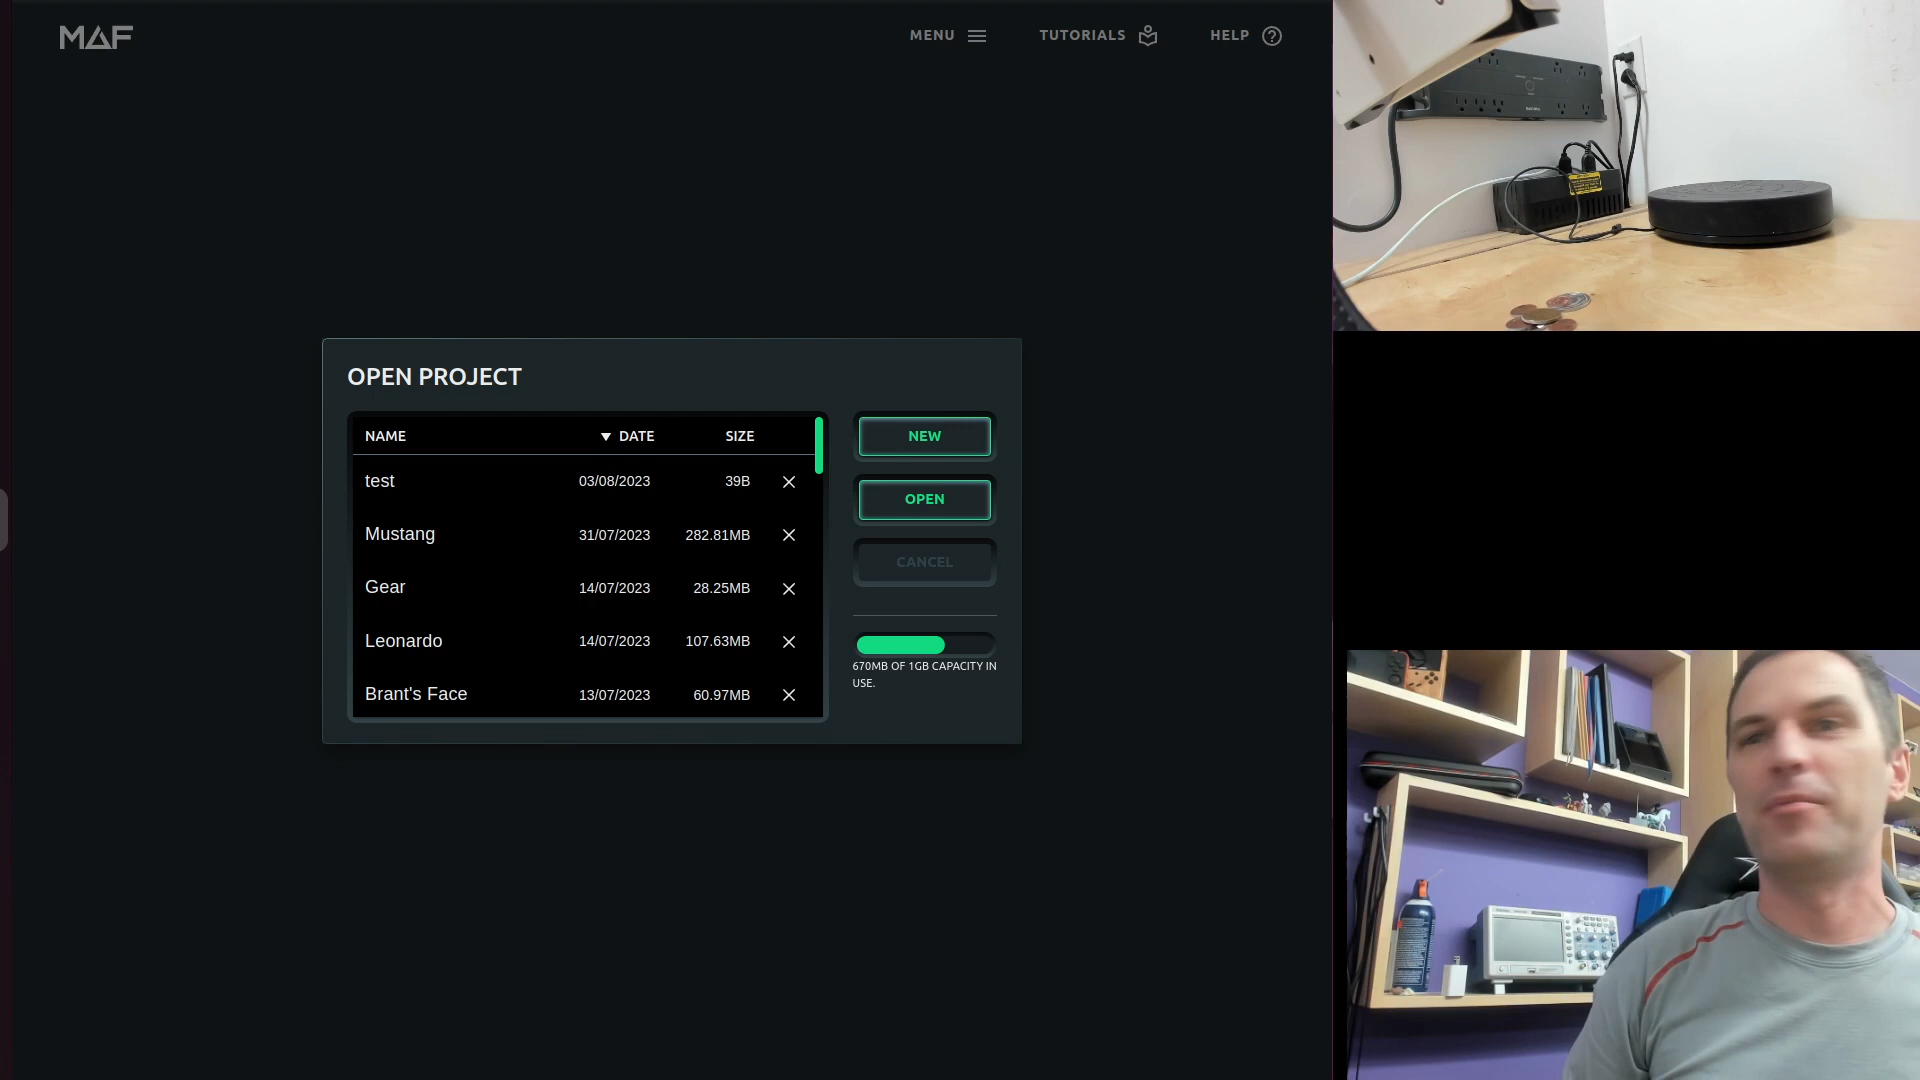 MAF
MENU
TUTORIALS
HELP
OPEN PROJECT
NAME DATE SIZE
test 03/08/2023 39B
Mustang 31/07/2023 282.81MB
Gear 14/07/2023 28.25MB
Leonardo 14/07/2023 107.63MB
Brant's Face 13/07/2023 60.97MB
NEW
OPEN
CANCEL
670MB OF 1GB CAPACITY IN
USE.